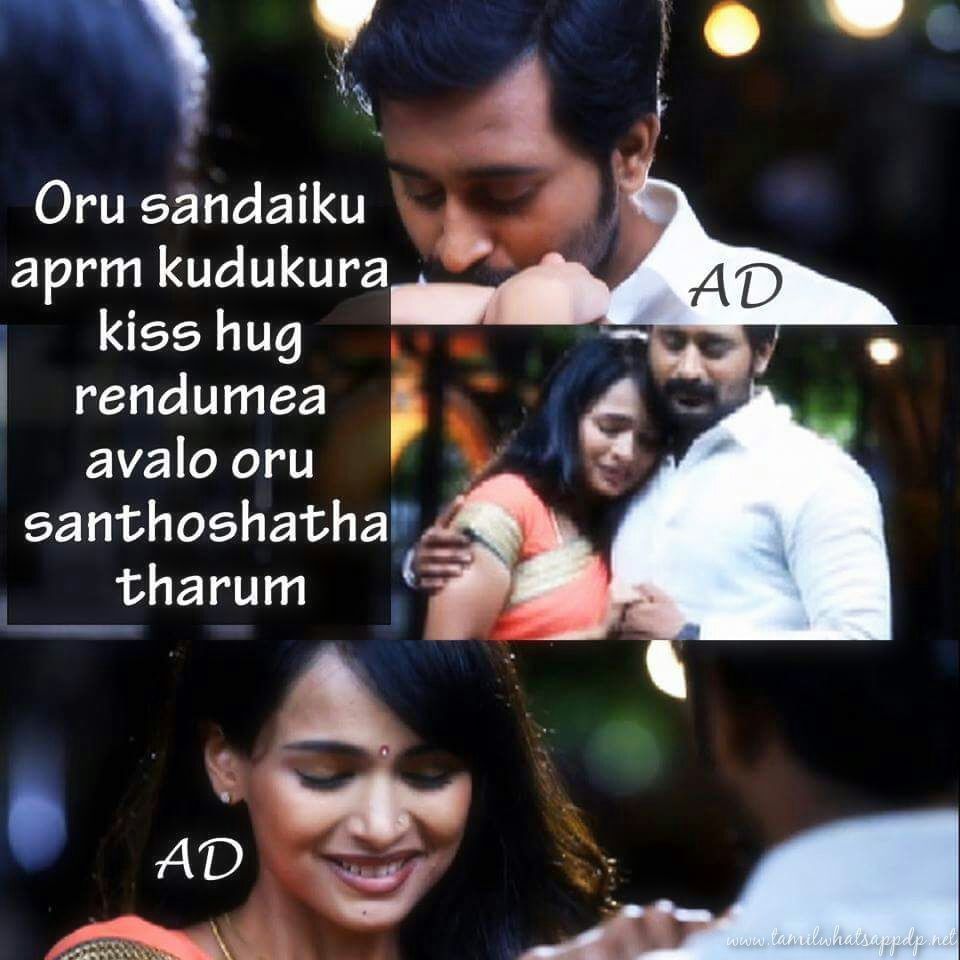 Oru sandaiku
aprm kudukura
kiss hug
rendumea
avalo oru
santhoshatha
tharum
AD
AD
www.tamilwhatsappdp.net